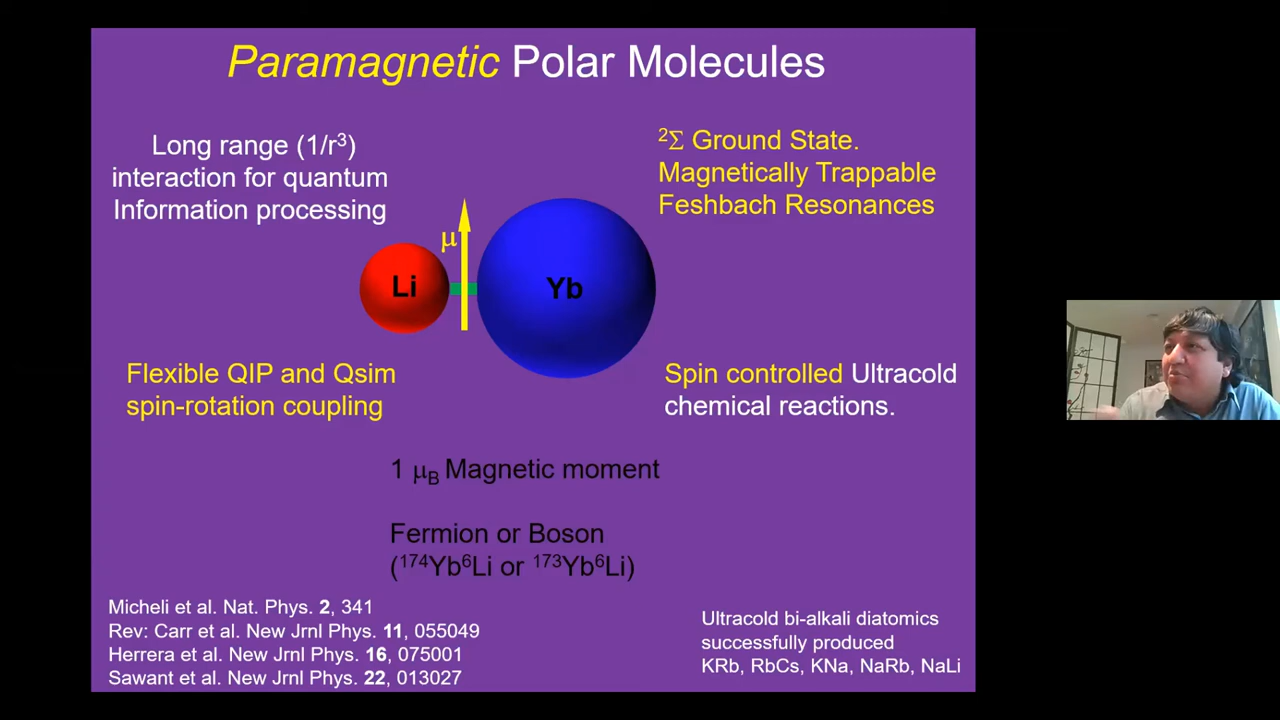 Paramagnetic Polar Molecules
Long range (1/r³)
interaction for quantum
Information processing
²Σ Ground State.
Magnetically Trappable
Feshbach Resonances
μ
Li
Yb
Flexible QIP and Qsim
spin-rotation coupling
Spin controlled Ultracold
chemical reactions.
1 μB Magnetic moment
Fermion or Boson
(¹⁷⁴Yb⁶Li or ¹⁷³Yb⁶Li)
Micheli et al. Nat. Phys. 2, 341
Rev: Carr et al. New Jrnl Phys. 11, 055049
Herrera et al. New Jrnl Phys. 16, 075001
Sawant et al. New Jrnl Phys. 22, 013027
Ultracold bi-alkali diatomics
successfully produced
KRb, RbCs, KNa, NaRb, NaLi